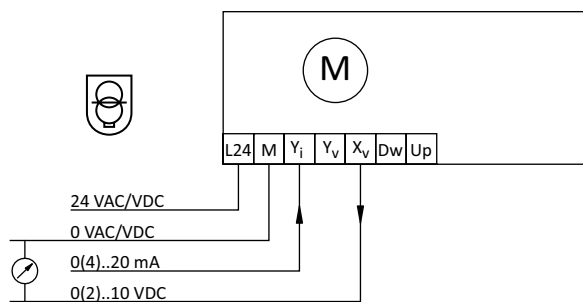 M
L24 M Yi Yv Xv Dw Up
24 VAC/VDC
0 VAC/VDC
0(4)..20 mA
0(2)..10 VDC